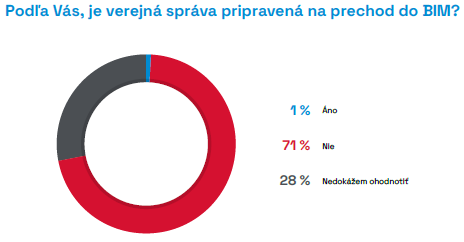 Podľa Vás, je verejná správa pripravená na prechod do BIM?
1 % Áno
71 % Nie
28 % Nedokážem ohodnotiť